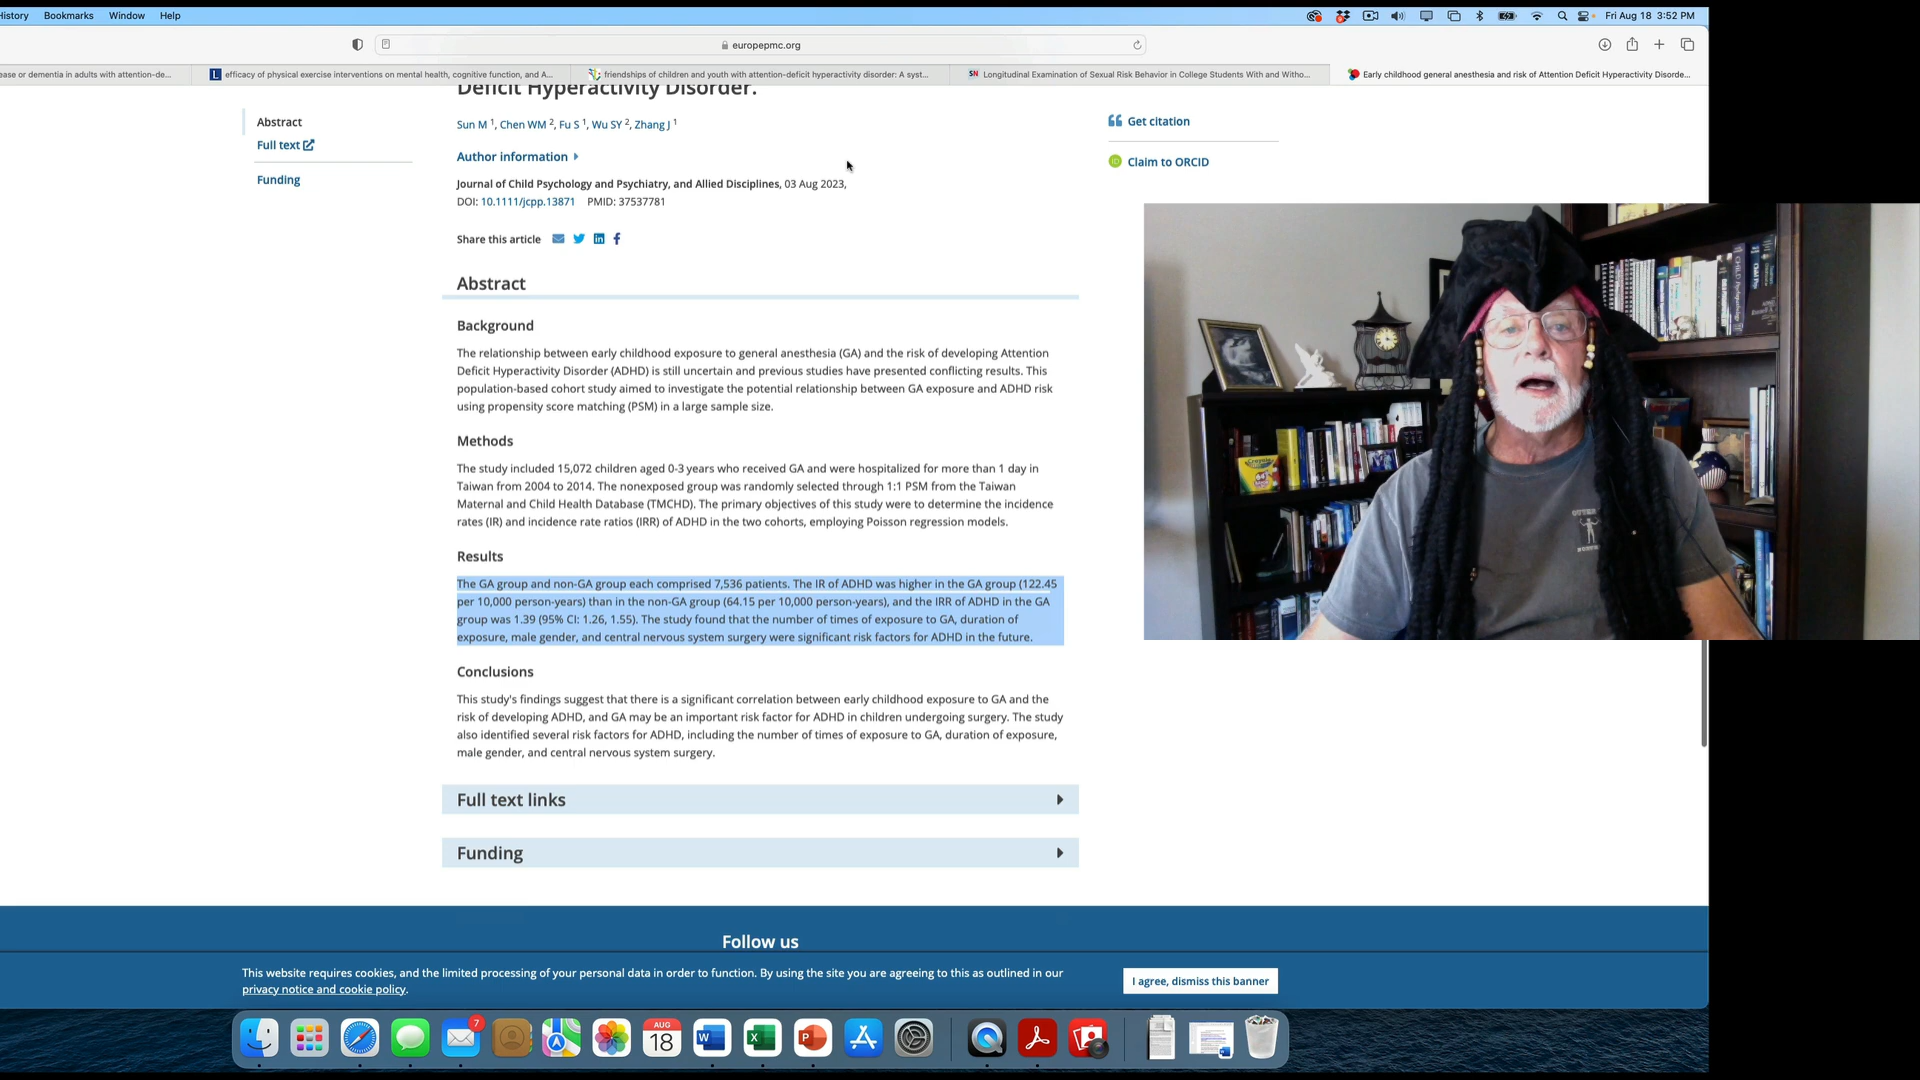 History Bookmarks Window Help
Fri Aug 18 3:52 PM
europepmc.org
ease or dementia in adults with attention-de...
efficacy of physical exercise interventions on mental health, cognitive function, and A...
friendships of children and youth with attention-deficit hyperactivity disorder: A syst...
SN Longitudinal Examination of Sexual Risk Behavior in College Students With and Witho...
Early childhood general anesthesia and risk of Attention Deficit Hyperactivity Disorde...
Abstract
Full text
Funding
Deficit Hyperactivity Disorder.
Sun M 1, Chen WM 2, Fu S 1, Wu SY 2, Zhang J 1
Author information
Journal of Child Psychology and Psychiatry, and Allied Disciplines, 03 Aug 2023,
DOI: 10.1111/jcpp.13871 PMID: 37537781
Share this article
Get citation
Claim to ORCID
Abstract
Background
The relationship between early childhood exposure to general anesthesia (GA) and the risk of developing Attention
Deficit Hyperactivity Disorder (ADHD) is still uncertain and previous studies have presented conflicting results. This
population-based cohort study aimed to investigate the potential relationship between GA exposure and ADHD risk
using propensity score matching (PSM) in a large sample size.
Methods
The study included 15,072 children aged 0-3 years who received GA and were hospitalized for more than 1 day in
Taiwan from 2004 to 2014. The nonexposed group was randomly selected through 1:1 PSM from the Taiwan
Maternal and Child Health Database (TMCHD). The primary objectives of this study were to determine the incidence
rates (IR) and incidence rate ratios (IRR) of ADHD in the two cohorts, employing Poisson regression models.
Results
The GA group and non-GA group each comprised 7,536 patients. The IR of ADHD was higher in the GA group (122.45
per 10,000 person-years) than in the non-GA group (64.15 per 10,000 person-years), and the IRR of ADHD in the GA
group was 1.39 (95% CI: 1.26, 1.55). The study found that the number of times of exposure to GA, duration of
exposure, male gender, and central nervous system surgery were significant risk factors for ADHD in the future.
Conclusions
This study's findings suggest that there is a significant correlation between early childhood exposure to GA and the
risk of developing ADHD, and GA may be an important risk factor for ADHD in children undergoing surgery. The study
also identified several risk factors for ADHD, including the number of times of exposure to GA, duration of exposure,
male gender, and central nervous system surgery.
Full text links
Funding
Follow us
This website requires cookies, and the limited processing of your personal data in order to function. By using the site you are agreeing to this as outlined in our
privacy notice and cookie policy.
I agree, dismiss this banner
7
AUG
18
W
X
P
Crayola
OUTER